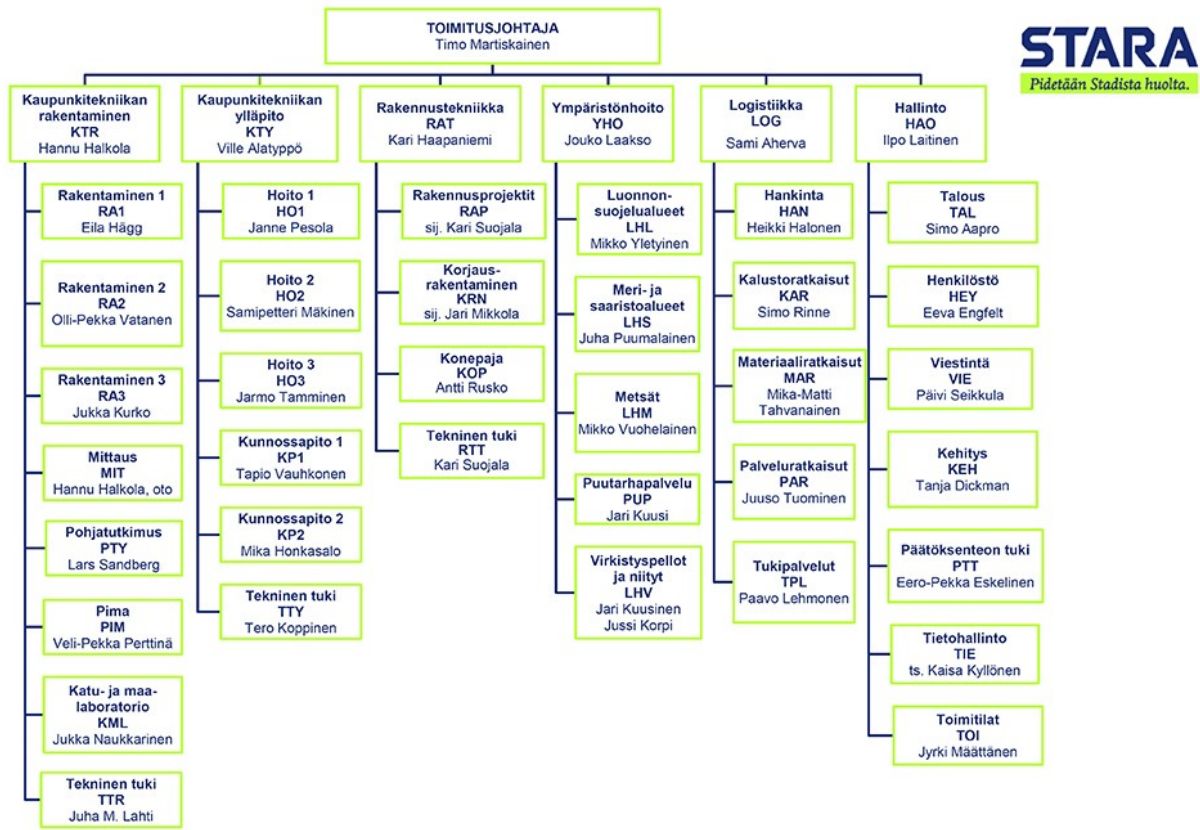 TOIMITUSJOHTAJA
Timo Martiskainen
STARA
Pidetään Stadista huolta.
Kaupunkitekniikan
rakentaminen
KTR
Hannu Halkola
Rakentaminen 1
RA1
Eila Hägg
Rakentaminen 2
RA2
Olli-Pekka Vatanen
Rakentaminen 3
RA3
Jukka Kurko
Mittaus
MIT
Hannu Halkola, oto
Pohjatutkimus
PTY
Lars Sandberg
Pima
PIM
Veli-Pekka Perttinä
Katu- ja maa-
laboratorio
KML
Jukka Naukkarinen
Tekninen tuki
TTR
Juha M. Lahti
Kaupunkitekniikan
ylläpito
KTY
Ville Alatyppö
Hoito 1
HO1
Janne Pesola
Hoito 2
HO2
Samipetteri Mäkinen
Hoito 3
HO3
Jarmo Tamminen
Kunnossapito 1
KP1
Tapio Vauhkonen
Kunnossapito 2
KP2
Mika Honkasalo
Tekninen tuki
TTY
Tero Koppinen
Rakennustekniikka
RAT
Kari Haapaniemi
Rakennusprojektit
RAP
sij. Kari Suojala
Korjaus-
rakentaminen
KRN
sij. Jari Mikkola
Konepaja
KOP
Antti Rusko
Tekninen tuki
RTT
Kari Suojala
Ympäristönhoito
YHO
Jouko Laakso
Luonnon-
suojelualueet
LHL
Mikko Yletyinen
Meri- ja
saaristoalueet
LHS
Juha Puumalainen
Metsät
LHM
Mikko Vuohelainen
Puutarhapalvelu
PUP
Jari Kuusi
Virkistyspellot
ja niityt
LHV
Jari Kuusinen
Jussi Korpi
Logistiikka
LOG
Sami Aherva
Hankinta
HAN
Heikki Halonen
Kalustoratkaisut
KAR
Simo Rinne
Materiaaliratkaisut
MAR
Mika-Matti
Tahvanainen
Palveluratkaisut
PAR
Juuso Tuominen
Tukipalvelut
TPL
Paavo Lehmonen
Hallinto
HAO
Ilpo Laitinen
Talous
TAL
Simo Aapro
Henkilöstö
HEY
Eeva Engfelt
Viestintä
VIE
Päivi Seikkula
Kehitys
KEH
Tanja Dickman
Päätöksenteon tuki
PTT
Eero-Pekka Eskelinen
Tietohallinto
TIE
ts. Kaisa Kyllönen
Toimitilat
TOI
Jyrki Määttänen